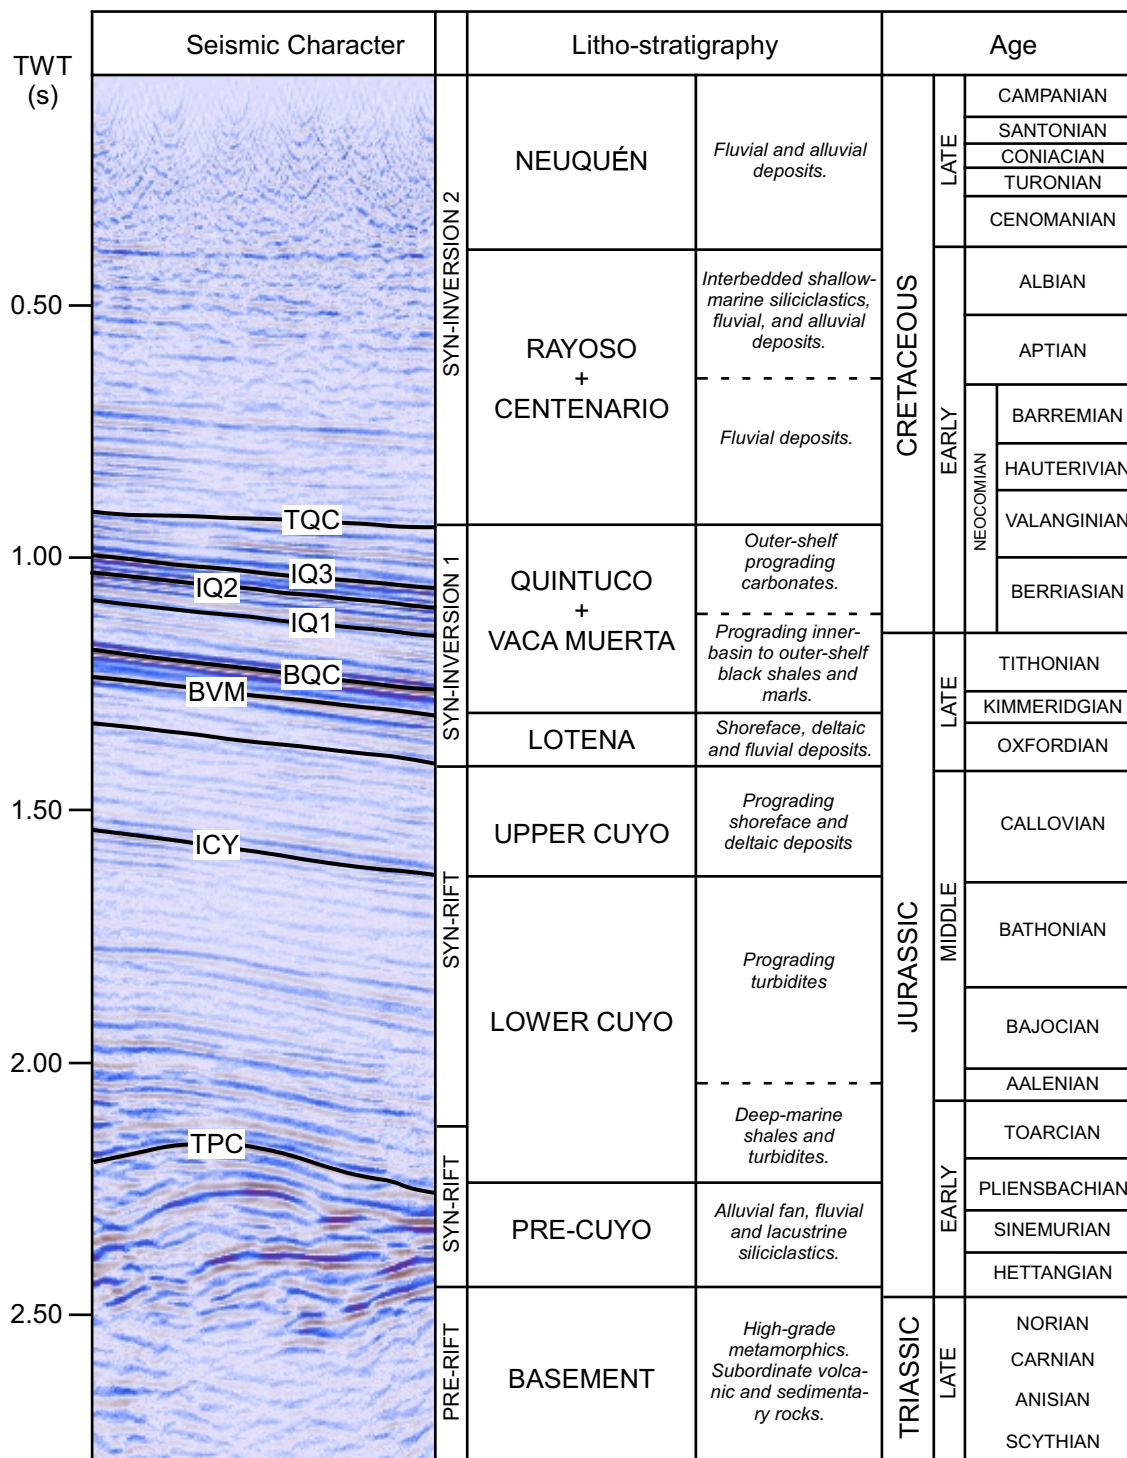 TWT
(s)
Seismic Character
Litho-stratigraphy
Age
0.50
1.00
1.50
2.00
2.50
TQC
IQ3
IQ2
IQ1
BQC
BVM
ICY
TPC
SYN-INVERSION 2
SYN-INVERSION 1
SYN-RIFT
SYN-RIFT
PRE-RIFT
NEUQUÉN
Fluvial and alluvial
deposits.
RAYOSO
+
CENTENARIO
Interbedded shallow-
marine siliciclastics,
fluvial, and alluvial
deposits.
Fluvial deposits.
QUINTUCO
+
VACA MUERTA
Outer-shelf
prograding
carbonates.
Prograding inner-
basin to outer-shelf
black shales and
marls.
LOTENA
Shoreface, deltaic
and fluvial deposits.
UPPER CUYO
Prograding
shoreface and
deltaic deposits
LOWER CUYO
Prograding
turbidites
Deep-marine
shales and
turbidites.
PRE-CUYO
Alluvial fan, fluvial
and lacustrine
siliciclastics.
BASEMENT
High-grade
metamorphics.
Subordinate volca-
nic and sedimenta-
ry rocks.
CRETACEOUS
JURASSIC
TRIASSIC
LATE
EARLY
NEOCOMIAN
LATE
MIDDLE
EARLY
LATE
CAMPANIAN
SANTONIAN
CONIACIAN
TURONIAN
CENOMANIAN
ALBIAN
APTIAN
BARREMIAN
HAUTERIVIAN
VALANGINIAN
BERRIASIAN
TITHONIAN
KIMMERIDGIAN
OXFORDIAN
CALLOVIAN
BATHONIAN
BAJOCIAN
AALENIAN
TOARCIAN
PLIENSBACHIAN
SINEMURIAN
HETTANGIAN
NORIAN
CARNIAN
ANISIAN
SCYTHIAN